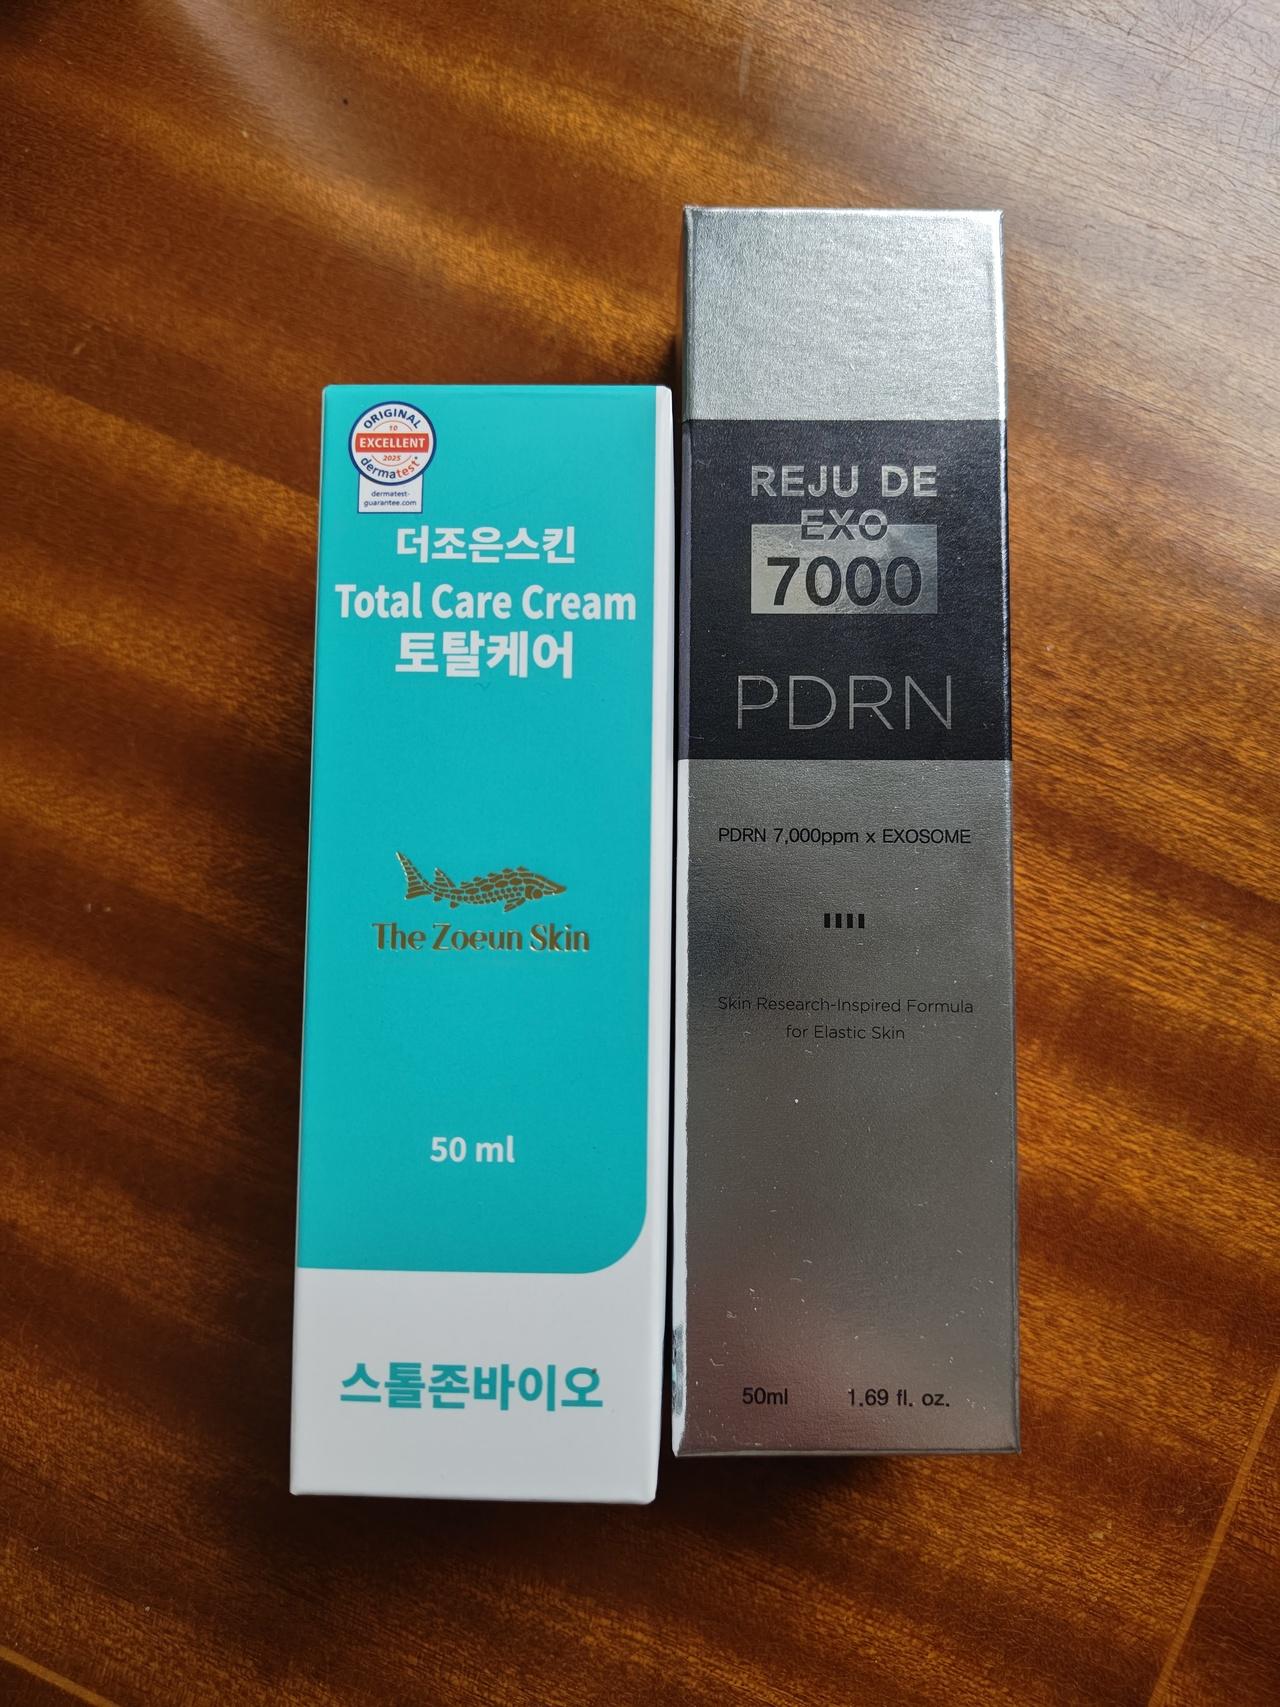 ORIGINAL
10
EXCELLENT
2025
dermatest
dermatest-
guarantee.com
더조은스킨
Total Care Cream
토탈케어
The Zoeun Skin
50 ml
스톨존바이오
REJU DE
EXO
7000
PDRN
PDRN 7,000ppm x EXOSOME
Skin Research-Inspired Formula
for Elastic Skin
50ml 1.69 fl. oz.